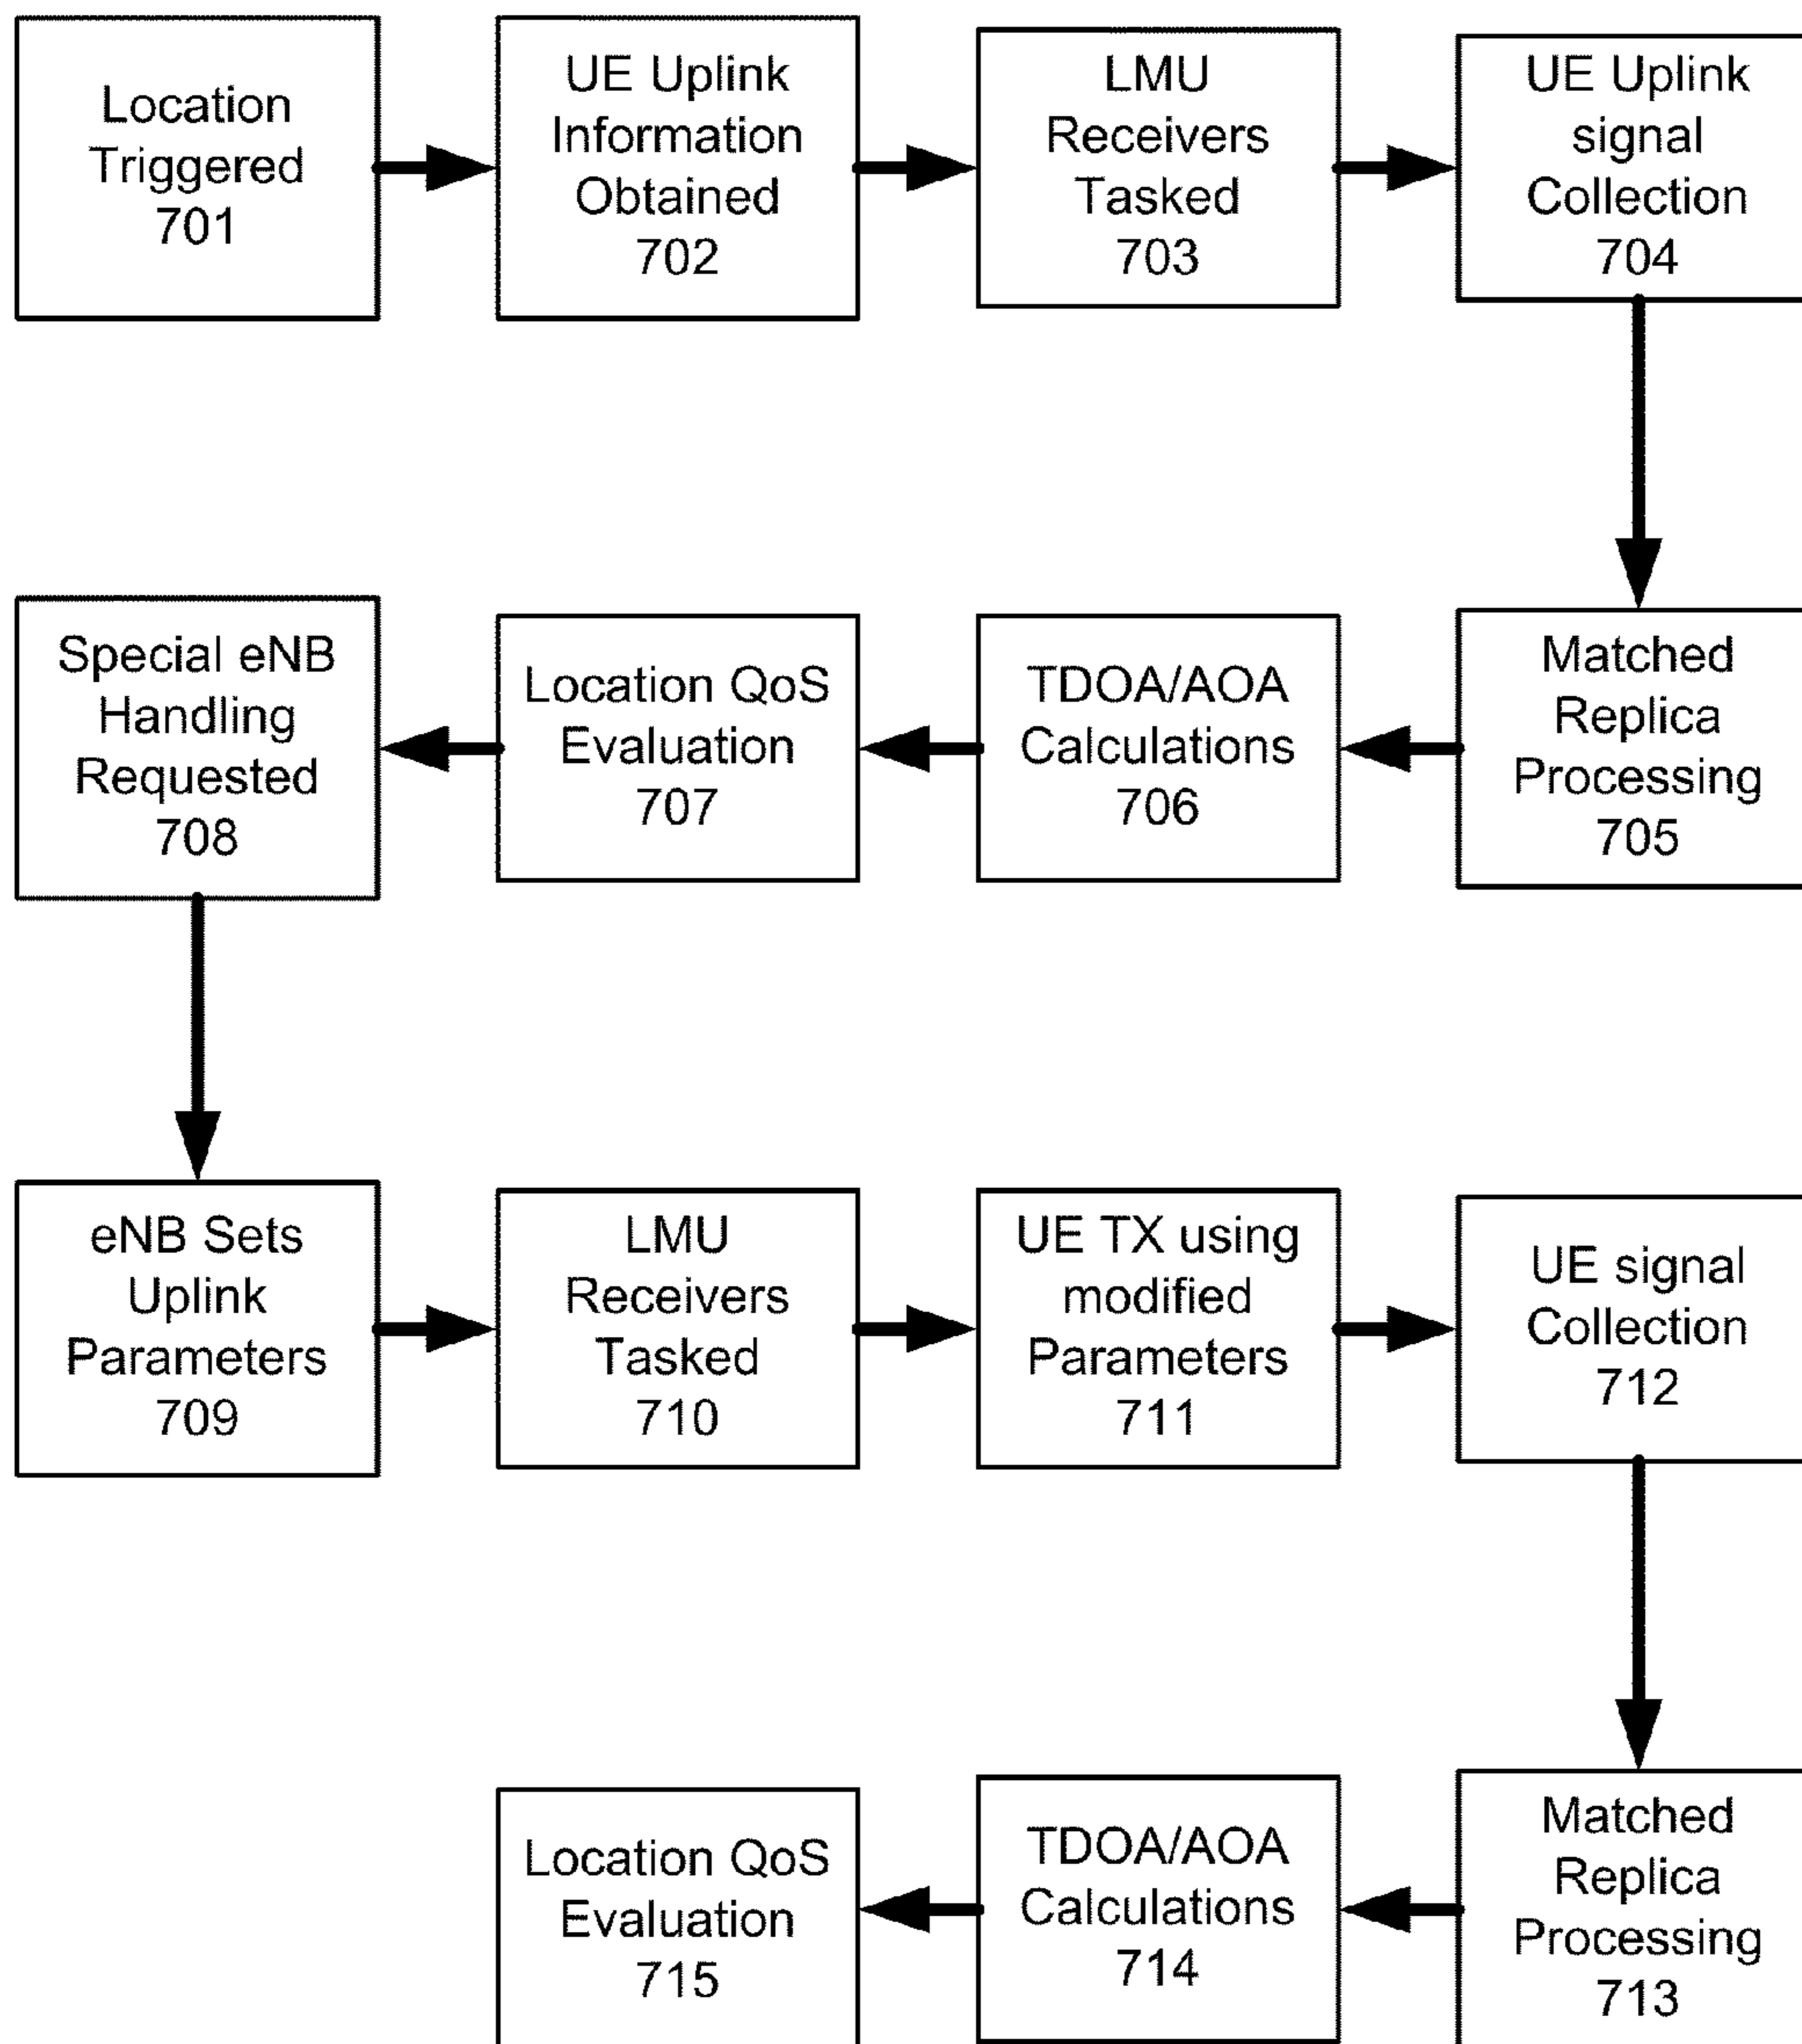 Location
Triggered
701
UE Uplink
Information
Obtained
702
LMU
Receivers
Tasked
703
UE Uplink
signal
Collection
704
Matched
Replica
Processing
705
TDOA/AOA
Calculations
706
Location QoS
Evaluation
707
Special eNB
Handling
Requested
708
eNB Sets
Uplink
Parameters
709
LMU
Receivers
Tasked
710
UE TX using
modified
Parameters
711
UE signal
Collection
712
Matched
Replica
Processing
713
TDOA/AOA
Calculations
714
Location QoS
Evaluation
715